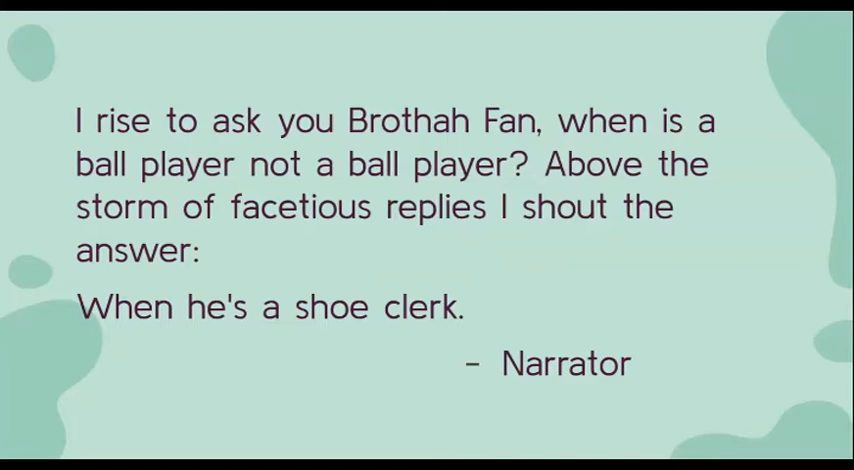 I rise to ask you Brothah Fan, when is a
ball player not a ball player? Above the
storm of facetious replies I shout the
answer:
When he's a shoe clerk.
- Narrator